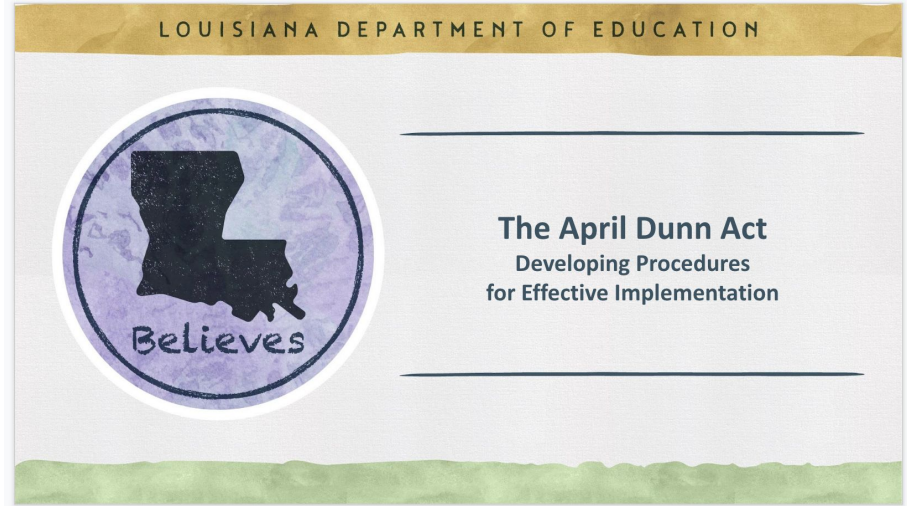 LOUISIANA DEPARTMENT OF EDUCATION
Believes
The April Dunn Act
Developing Procedures
for Effective Implementation